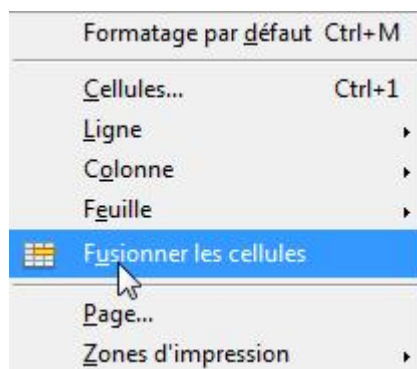 Formatage par défaut Ctrl+M
Cellules... Ctrl+1
Ligne
Colonne
Feuille
Fusionner les cellules
Page...
Zones d'impression